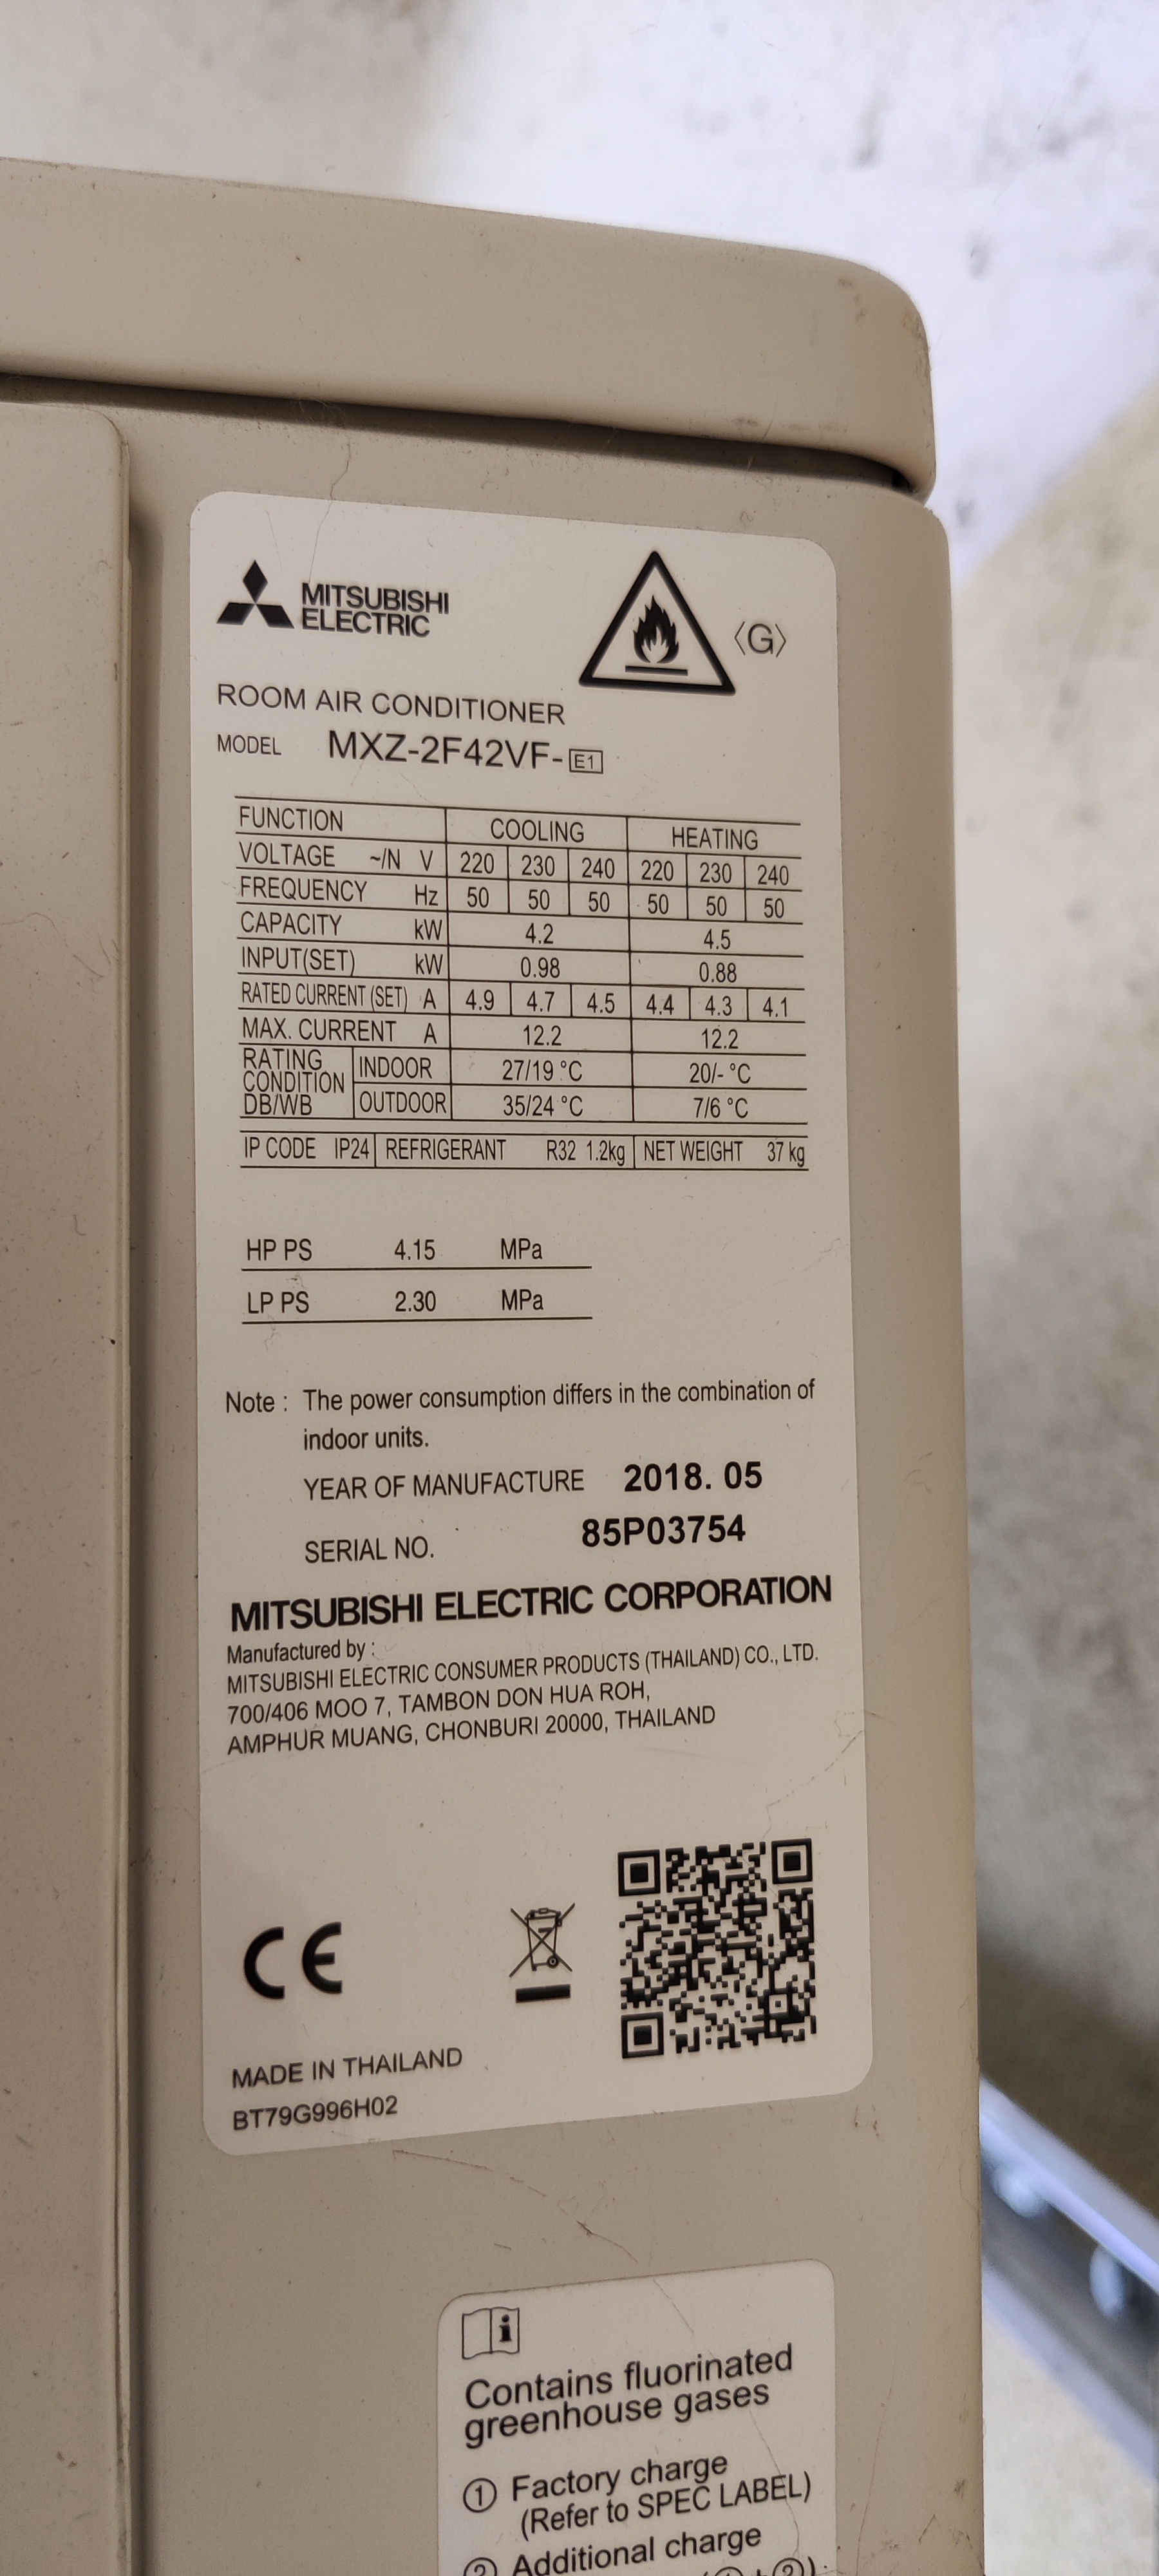 MITSUBISHI
ELECTRIC
〈G〉
ROOM AIR CONDITIONER
MODEL MXZ-2F42VF-E1
FUNCTION COOLING HEATING
VOLTAGE ~/N V 220 230 240 220 230 240
FREQUENCY Hz 50 50 50 50 50 50
CAPACITY kW 4.2 4.5
INPUT(SET) kW 0.98 0.88
RATED CURRENT (SET) A 4.9 4.7 4.5 4.4 4.3 4.1
MAX. CURRENT A 12.2 12.2
RATING CONDITION DB/WB INDOOR 27/19 °C 20/- °C
OUTDOOR 35/24 °C 7/6 °C
IP CODE IP24 REFRIGERANT R32 1.2kg NET WEIGHT 37 kg
HP PS 4.15 MPa
LP PS 2.30 MPa
Note : The power consumption differs in the combination of
indoor units.
YEAR OF MANUFACTURE 2018. 05
SERIAL NO. 85P03754
MITSUBISHI ELECTRIC CORPORATION
Manufactured by :
MITSUBISHI ELECTRIC CONSUMER PRODUCTS (THAILAND) CO., LTD.
700/406 MOO 7, TAMBON DON HUA ROH,
AMPHUR MUANG, CHONBURI 20000, THAILAND
CE
MADE IN THAILAND
BT79G996H02
i
Contains fluorinated
greenhouse gases
① Factory charge
(Refer to SPEC LABEL)
② Additional charge